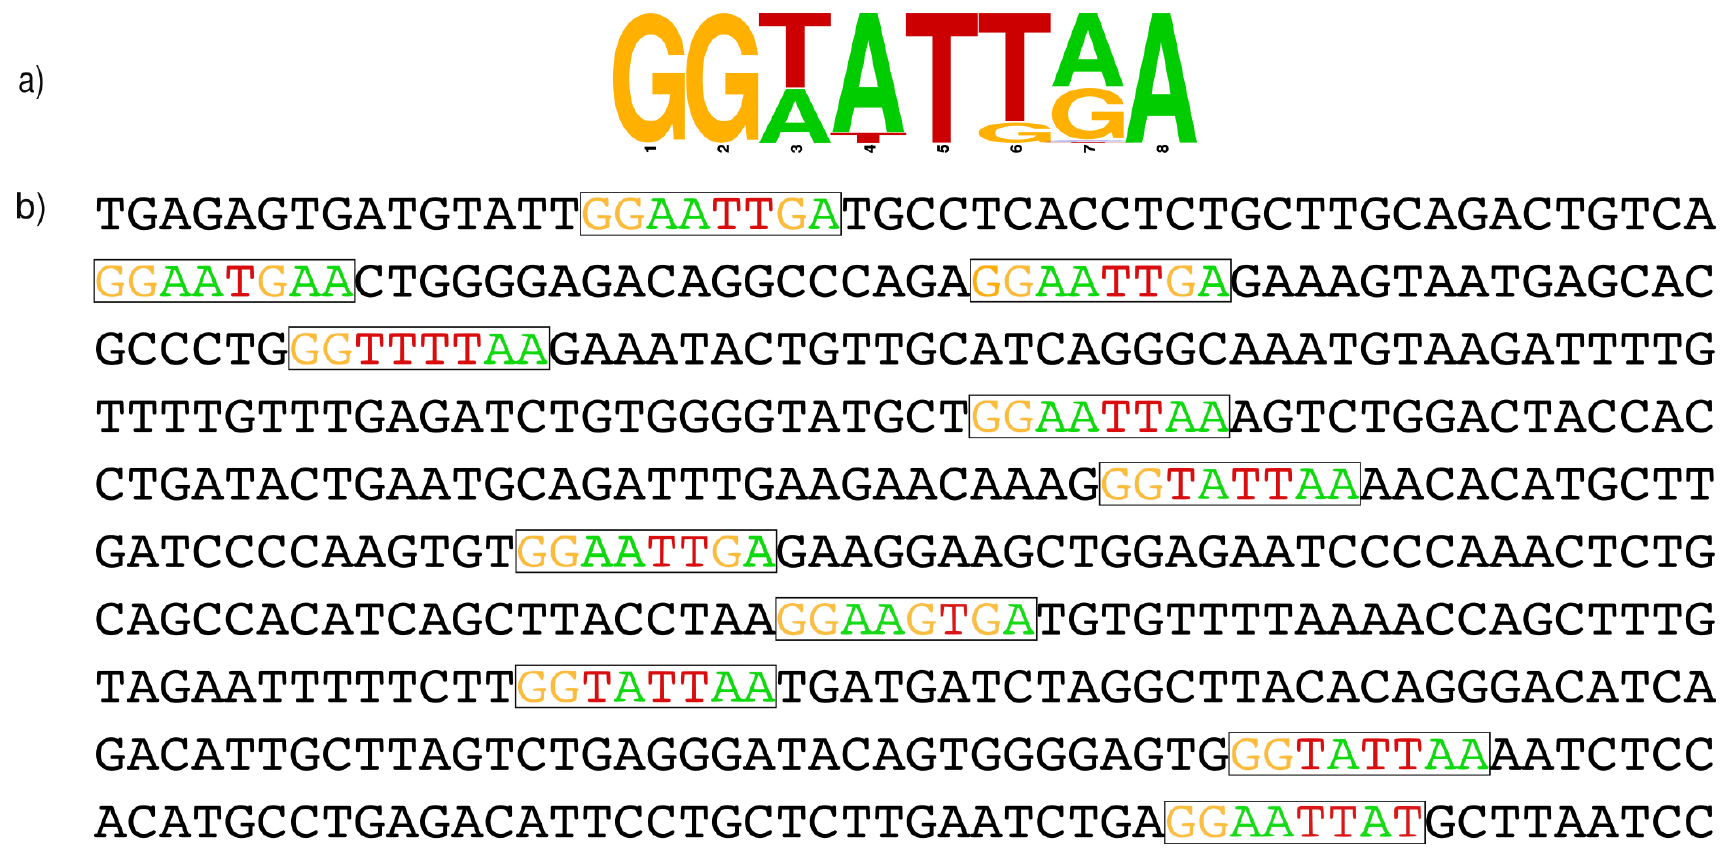 a) GGTATTAA
A G G
T
1 2 3 4 5 6 7 8
b) TGAGAGTGATGTATTGGAATTGATGCCTCACCTCTGCTTGCAGACTGTCA
GGAATGAACTGGGGAGACAGGCCCAGAGGAATTGAGAAAGTAATGAGCAC
GCCCTGGGTTTTAAGAAATACTGTTGCATCAGGGCAAATGTAAGATTTTG
TTTTGTTTGAGATCTGTGGGGTATGCTGGAATTAAAGTCTGGACTACCAC
CTGATACTGAATGCAGATTTGAAGAACAAAGGGTATTAAAACACATGCTT
GATCCCCAAGTGTGGAATTGAGAAGGAAGCTGGAGAATCCCCAAACTCTG
CAGCCACATCAGCTTACCTAAGGAAGTGATGTGTTTTAAAACCAGCTTTG
TAGAATTTTTCTTGGTATTAATGATGATCTAGGCTTACACAGGGACATCA
GACATTGCTTAGTCTGAGGGATACAGTGGGGAGTGGGTATTAAAATCTCC
ACATGCCTGAGACATTCCTGCTCTTGAATCTGAGGAATTATGCTTAATCC